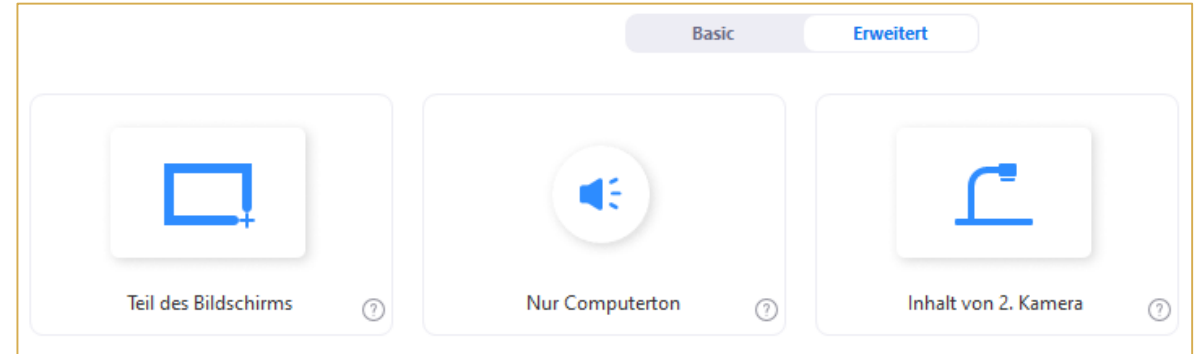 Basic Erweitert
Teil des Bildschirms ? Nur Computerton ? Inhalt von 2. Kamera ?